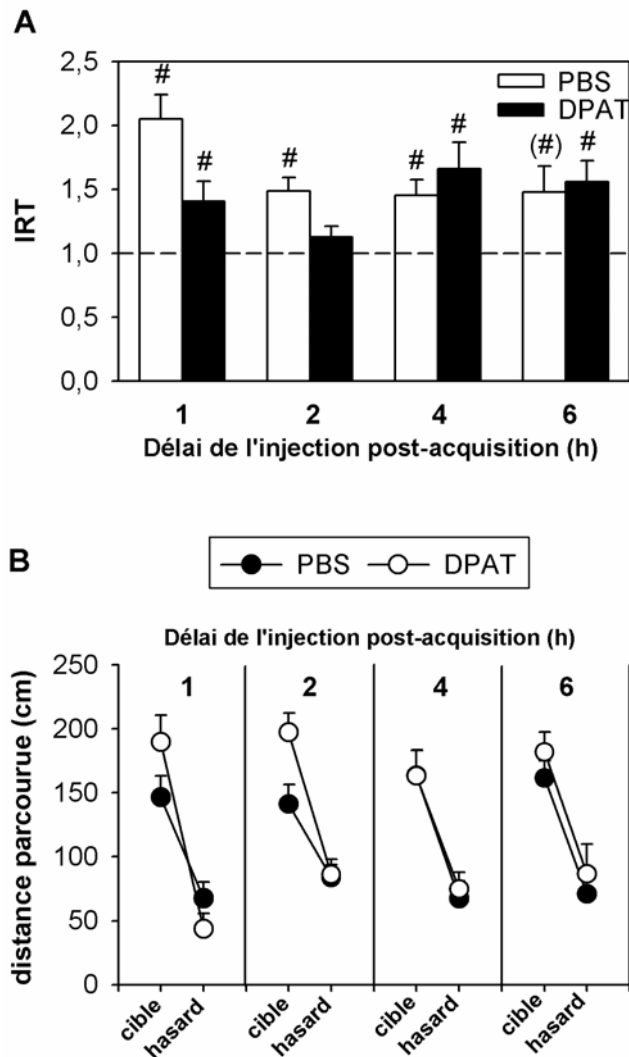 A
2,5
2,0
1,5
1,0
0,5
0,0
IRT
PBS
DPAT
#
#
#
#
#
(#)
#
1 2 4 6
Délai de l'injection post-acquisition (h)
B
PBS DPAT
Délai de l'injection post-acquisition (h)
250
200
150
100
50
0
distance parcourue (cm)
1 2 4 6
cible hasard cible hasard cible hasard cible hasard